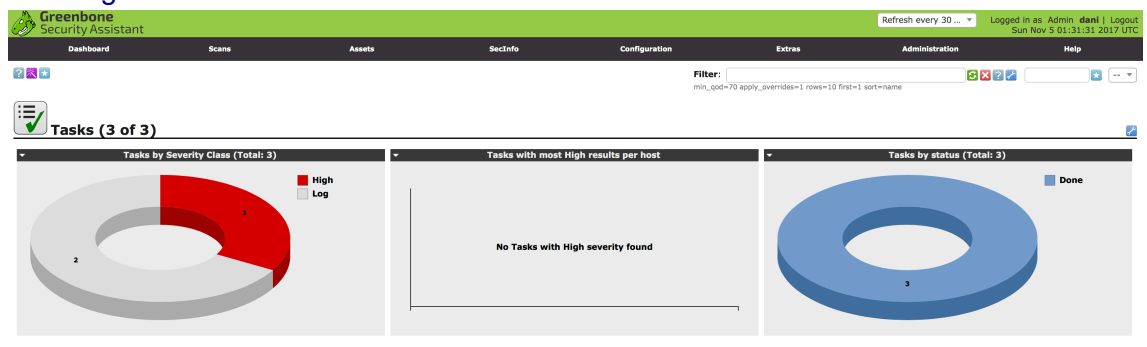 Greenbone
Security Assistant
Refresh every 30 ...
Logged in as Admin dani | Logout
Sun Nov 5 01:31:31 2017 UTC
Dashboard Scans Assets SecInfo Configuration Extras Administration Help
Filter:
--
min_qod=70 apply_overrides=1 rows=10 first=1 sort=name
Tasks (3 of 3)
Tasks by Severity Class (Total: 3)
High
Log
1
2
Tasks with most High results per host
No Tasks with High severity found
Tasks by status (Total: 3)
Done
3